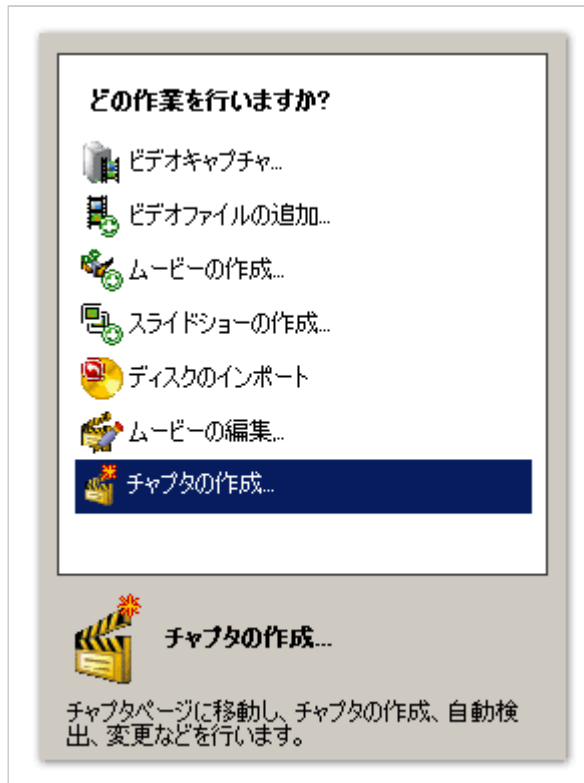 どの作業を行いますか?
ビデオキャプチャ...
ビデオファイルの追加...
ムービーの作成...
スライドショーの作成...
ディスクのインポート
ムービーの編集...
チャプタの作成...
チャプタの作成...
チャプタページに移動し、チャプタの作成、自動検
出、変更などを行います。